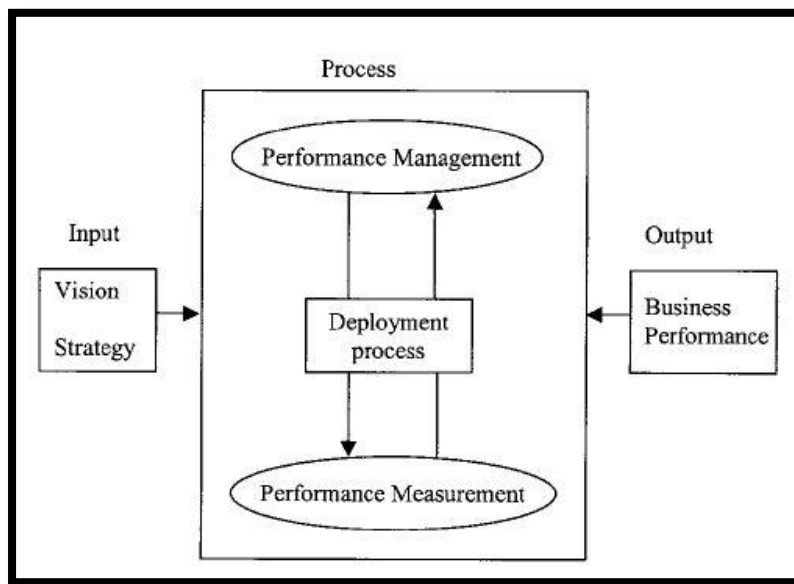 Process
Performance Management
Input
Vision
Strategy
Deployment
process
Output
Business
Performance
Performance Measurement